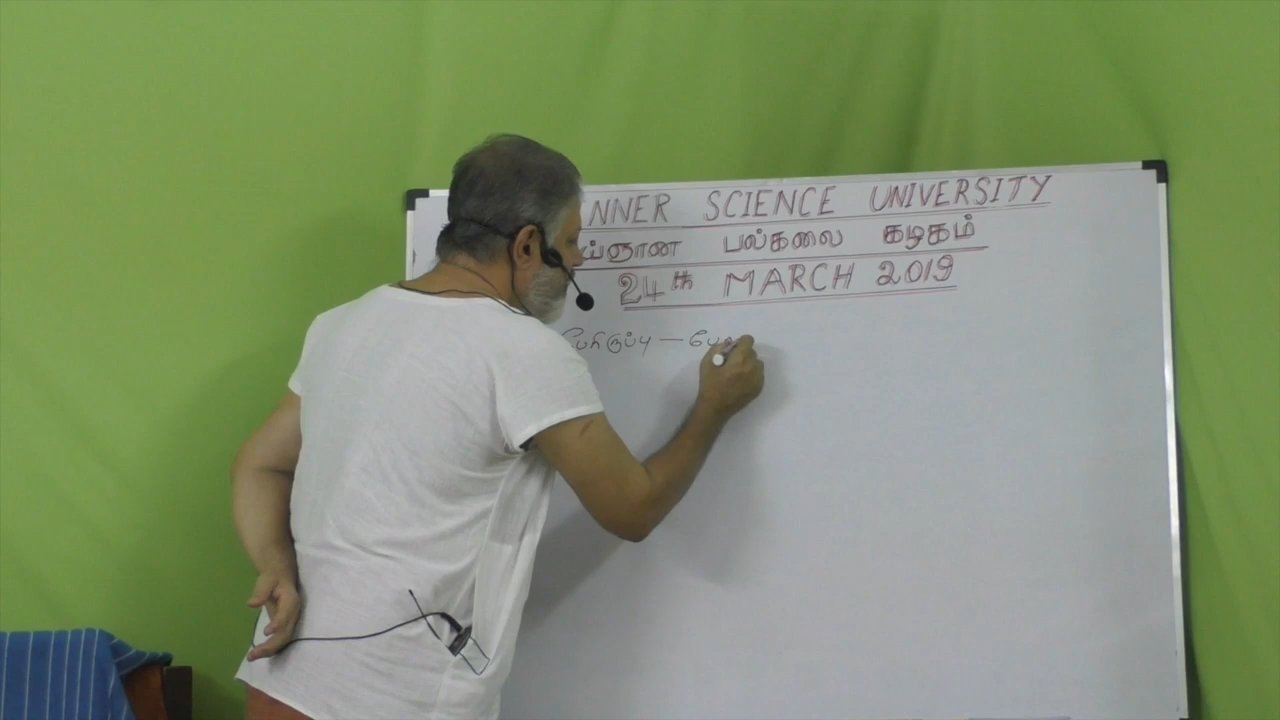 NNER SCIENCE UNIVERSITY
ய்ஞான பல்கலை கழகம்
24th MARCH 2019
பேரிருப்பு — பே